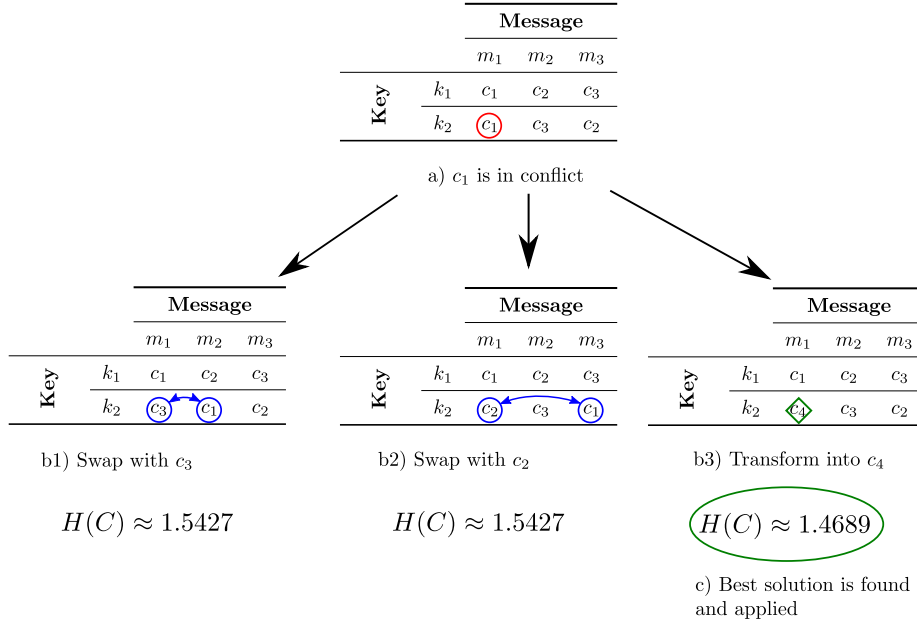 Message
m₁ m₂ m₃
Key
k₁ c₁ c₂ c₃
k₂ c₁ c₃ c₂
a) c₁ is in conflict
Message
m₁ m₂ m₃
Key
k₁ c₁ c₂ c₃
k₂ c₃ c₁ c₂
b1) Swap with c₃
H(C) ≈ 1.5427
Message
m₁ m₂ m₃
Key
k₁ c₁ c₂ c₃
k₂ c₂ c₃ c₁
b2) Swap with c₂
H(C) ≈ 1.5427
Message
m₁ m₂ m₃
Key
k₁ c₁ c₂ c₃
k₂ c₄ c₃ c₂
b3) Transform into c₄
H(C) ≈ 1.4689
c) Best solution is found
and applied